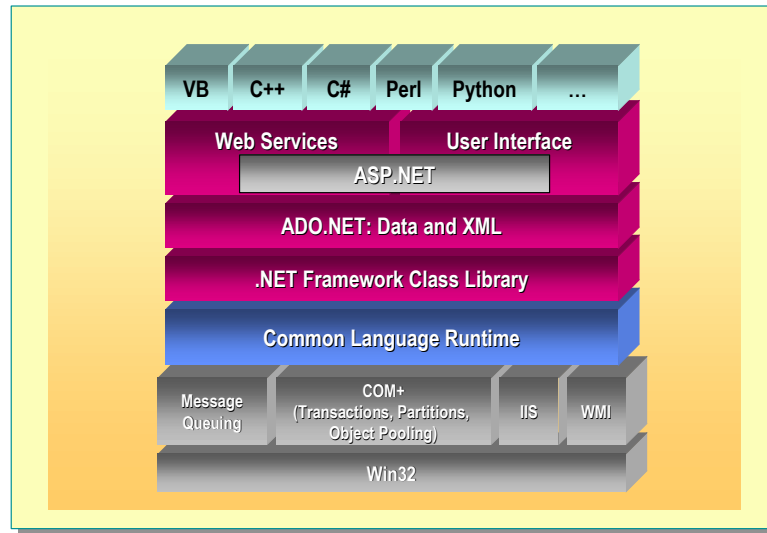 VB
C++
C#
Perl
Python
...
Web Services
User Interface
ASP.NET
ADO.NET: Data and XML
.NET Framework Class Library
Common Language Runtime
Message
Queuing
COM+
(Transactions, Partitions,
Object Pooling)
IIS
WMI
Win32